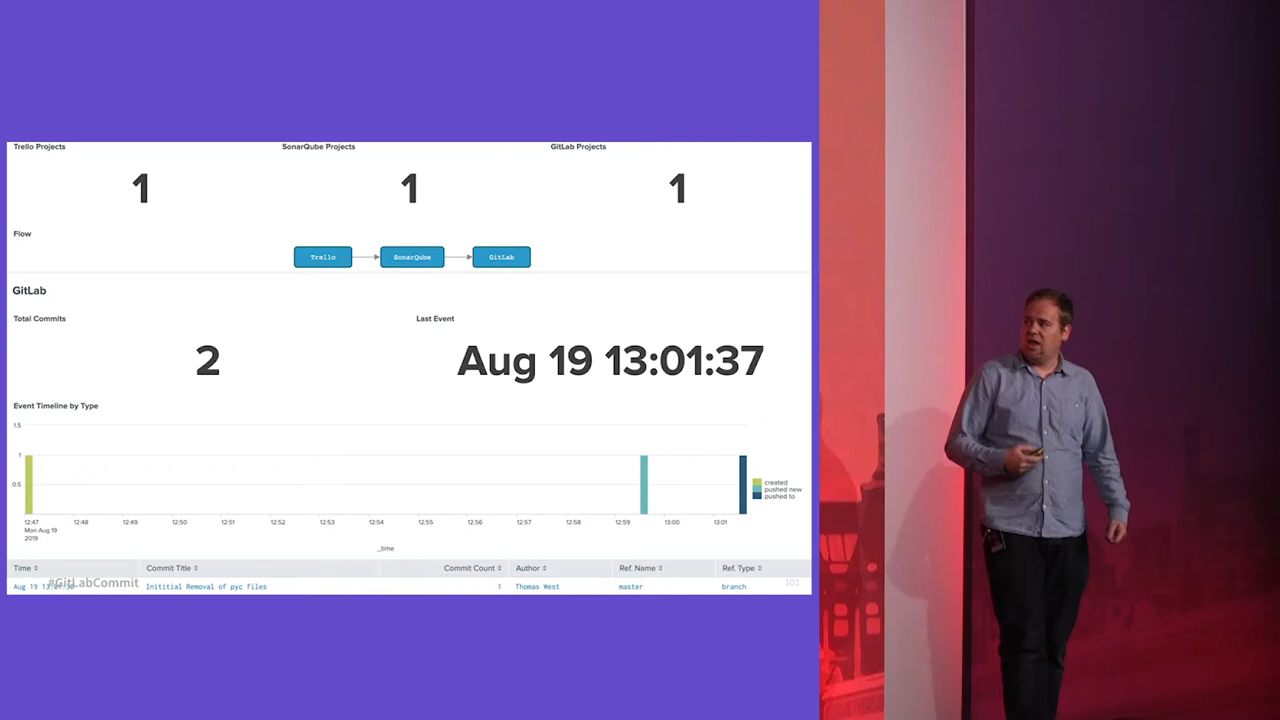 Trello Projects SonarQube Projects GitLab Projects
1 1 1
Flow
Trello SonarQube GitLab
GitLab
Total Commits Last Event
2 Aug 19 13:01:37
Event Timeline by Type
1.5
1
0.5
created
pushed new
pushed to
12:47 12:48 12:49 12:50 12:51 12:52 12:53 12:54 12:55 12:56 12:57 12:58 12:59 13:00 13:01
Mon Aug 19
2019
_time
Time Commit Title Commit Count Author Ref. Name Ref. Type
#GitLabCommit 103
Aug 19 Inititial Removal of pyc files 1 Thomas West master branch